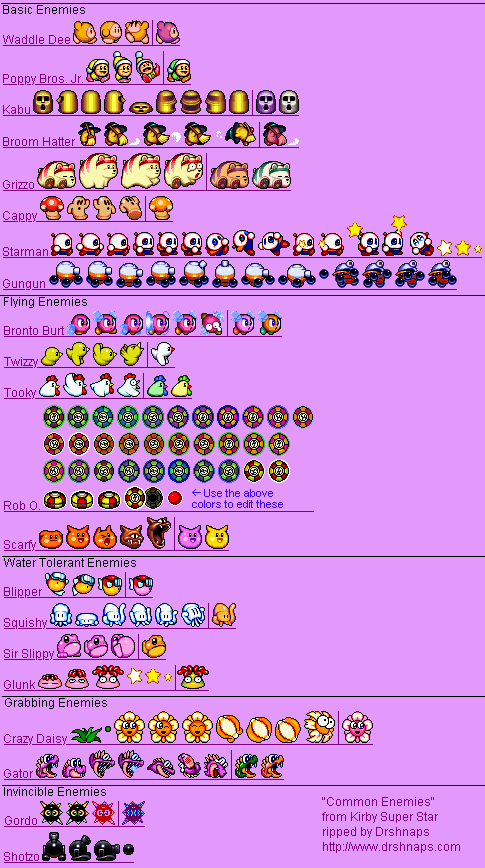 Basic Enemies
Waddle Dee
Poppy Bros. Jr.
Kabu
Broom Hatter
Grizzo
Cappy
Starman
Gungun
Flying Enemies
Bronto Burt
Twizzy
Tooky
Rob O.
← Use the above
colors to edit these
Scarfy
Water Tolerant Enemies
Blipper
Squishy
Sir Slippy
Glunk
Grabbing Enemies
Crazy Daisy
Gator
Invincible Enemies
Gordo
Shotzo
"Common Enemies"
from Kirby Super Star
ripped by Drshnaps
http://www.drshnaps.com